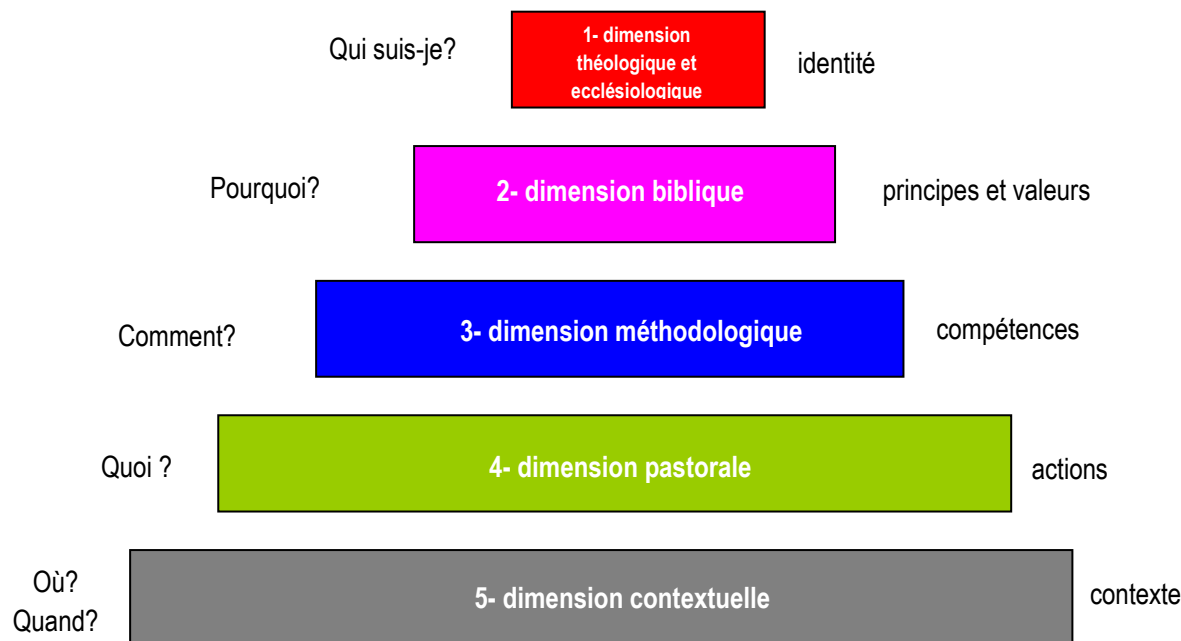 Qui suis-je?
1- dimension
théologique et
ecclésiologique
identité
Pourquoi?
2- dimension biblique
principes et valeurs
Comment?
3- dimension méthodologique
compétences
Quoi ?
4- dimension pastorale
actions
Où?
Quand?
5- dimension contextuelle
contexte